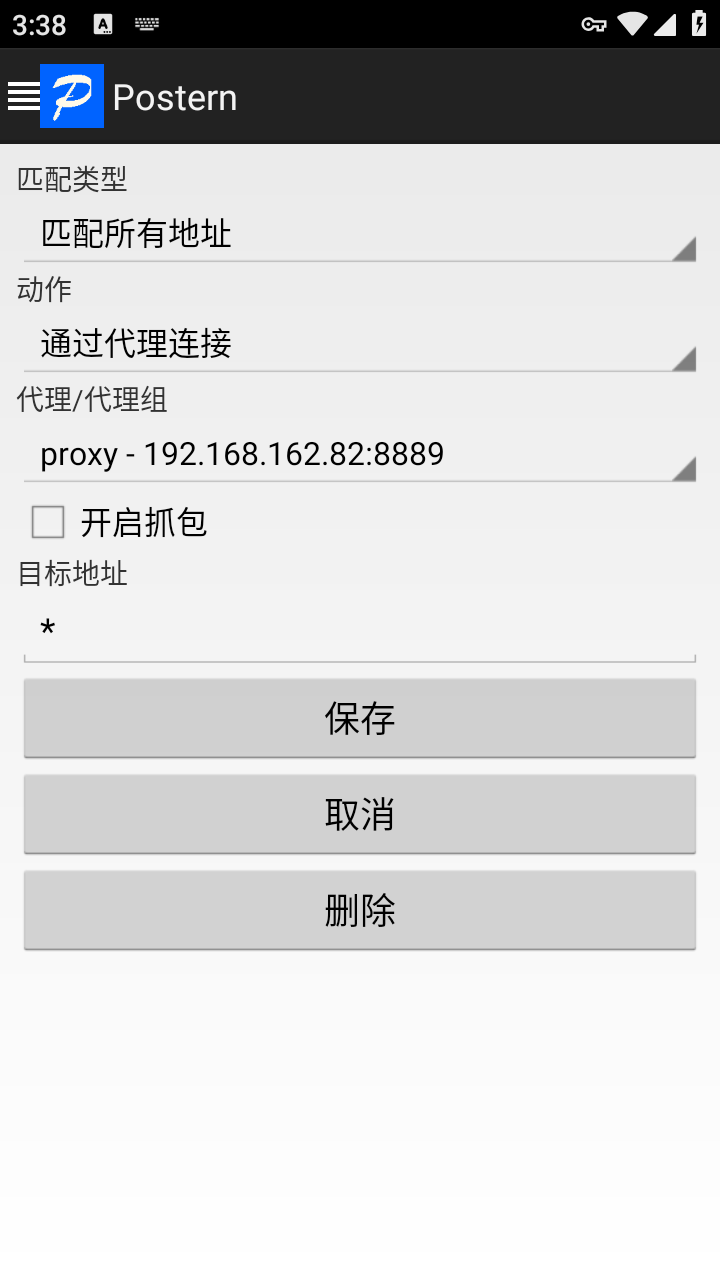 3:38
Postern
匹配类型
匹配所有地址
动作
通过代理连接
代理/代理组
proxy - 192.168.162.82:8889
开启抓包
目标地址
*
保存
取消
删除